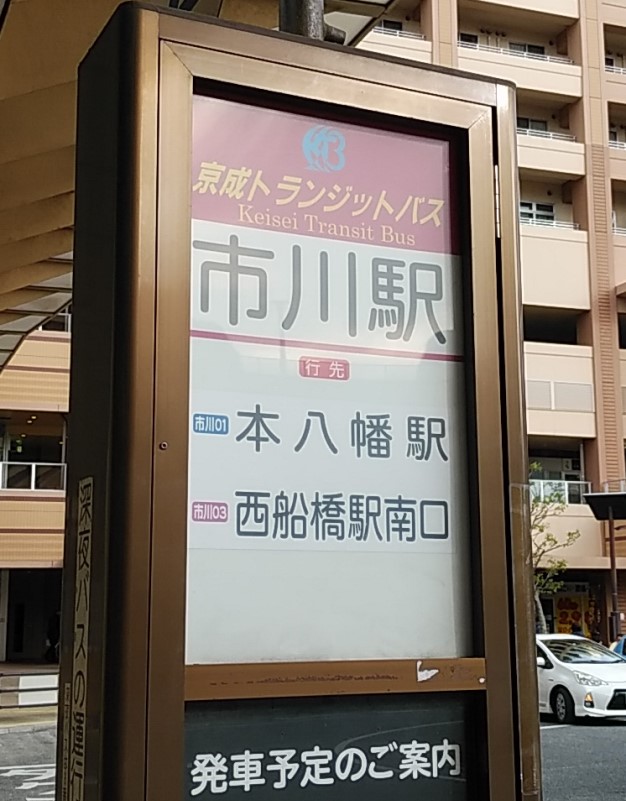 京成トランジットバス
Keisei Transit Bus
市川駅
行先
市川01 本八幡駅
市川03 西船橋駅南口
発車予定のご案内
深夜バスの運行